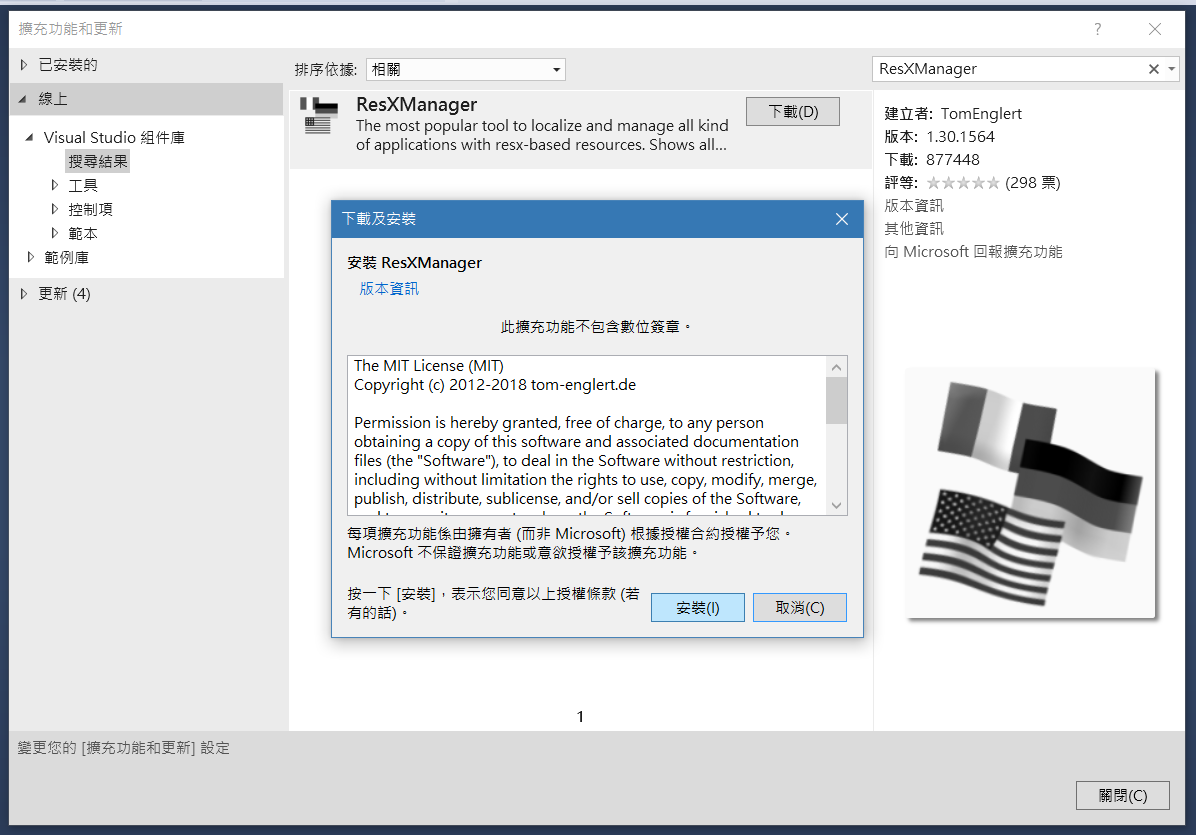 擴充功能和更新
?
已安裝的
線上
Visual Studio 組件庫
搜尋結果
工具
控制項
範本
範例庫
更新 (4)
排序依據: 相關
ResXManager
下載(D)
The most popular tool to localize and manage all kind
of applications with resx-based resources. Shows all...
ResXManager
建立者: TomEnglert
版本: 1.30.1564
下載: 877448
評等: (298 票)
版本資訊
其他資訊
向 Microsoft 回報擴充功能
下載及安裝
安裝 ResXManager
版本資訊
此擴充功能不包含數位簽章。
The MIT License (MIT)
Copyright (c) 2012-2018 tom-englert.de
Permission is hereby granted, free of charge, to any person
obtaining a copy of this software and associated documentation
files (the "Software"), to deal in the Software without restriction,
including without limitation the rights to use, copy, modify, merge,
publish, distribute, sublicense, and/or sell copies of the Software,
每項擴充功能係由擁有者 (而非 Microsoft) 根據授權合約授權予您。
Microsoft 不保證擴充功能或意欲授權予該擴充功能。
按一下 [安裝]，表示您同意以上授權條款 (若
有的話)。
安裝(I)
取消(C)
1
變更您的 [擴充功能和更新] 設定
關閉(C)